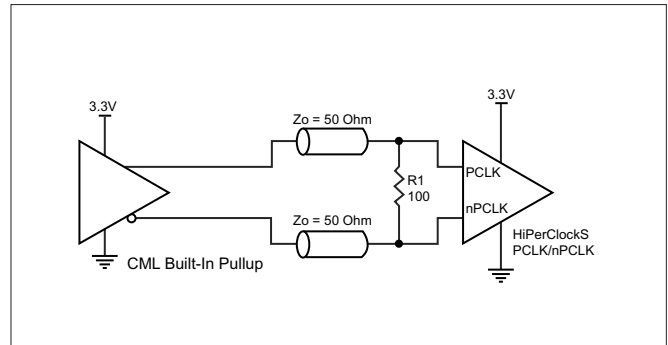 3.3V
3.3V
Zo = 50 Ohm
PCLK
R1
100
nPCLK
Zo = 50 Ohm
HiPerClockS
PCLK/nPCLK
CML Built-In Pullup